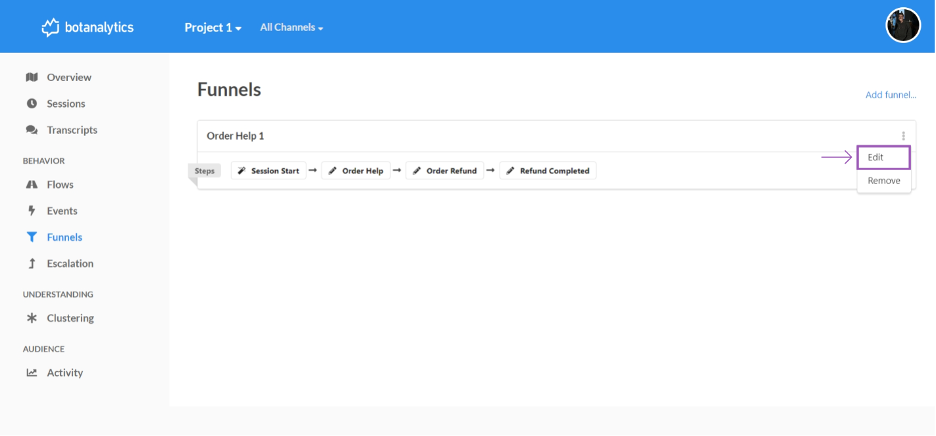 botanalytics
Project 1
All Channels
Overview
Sessions
Transcripts
BEHAVIOR
Flows
Events
Funnels
Escalation
UNDERSTANDING
Clustering
AUDIENCE
Activity
Funnels
Add funnel...
Order Help 1
Edit
Remove
Steps
Session Start → Order Help → Order Refund → Refund Completed